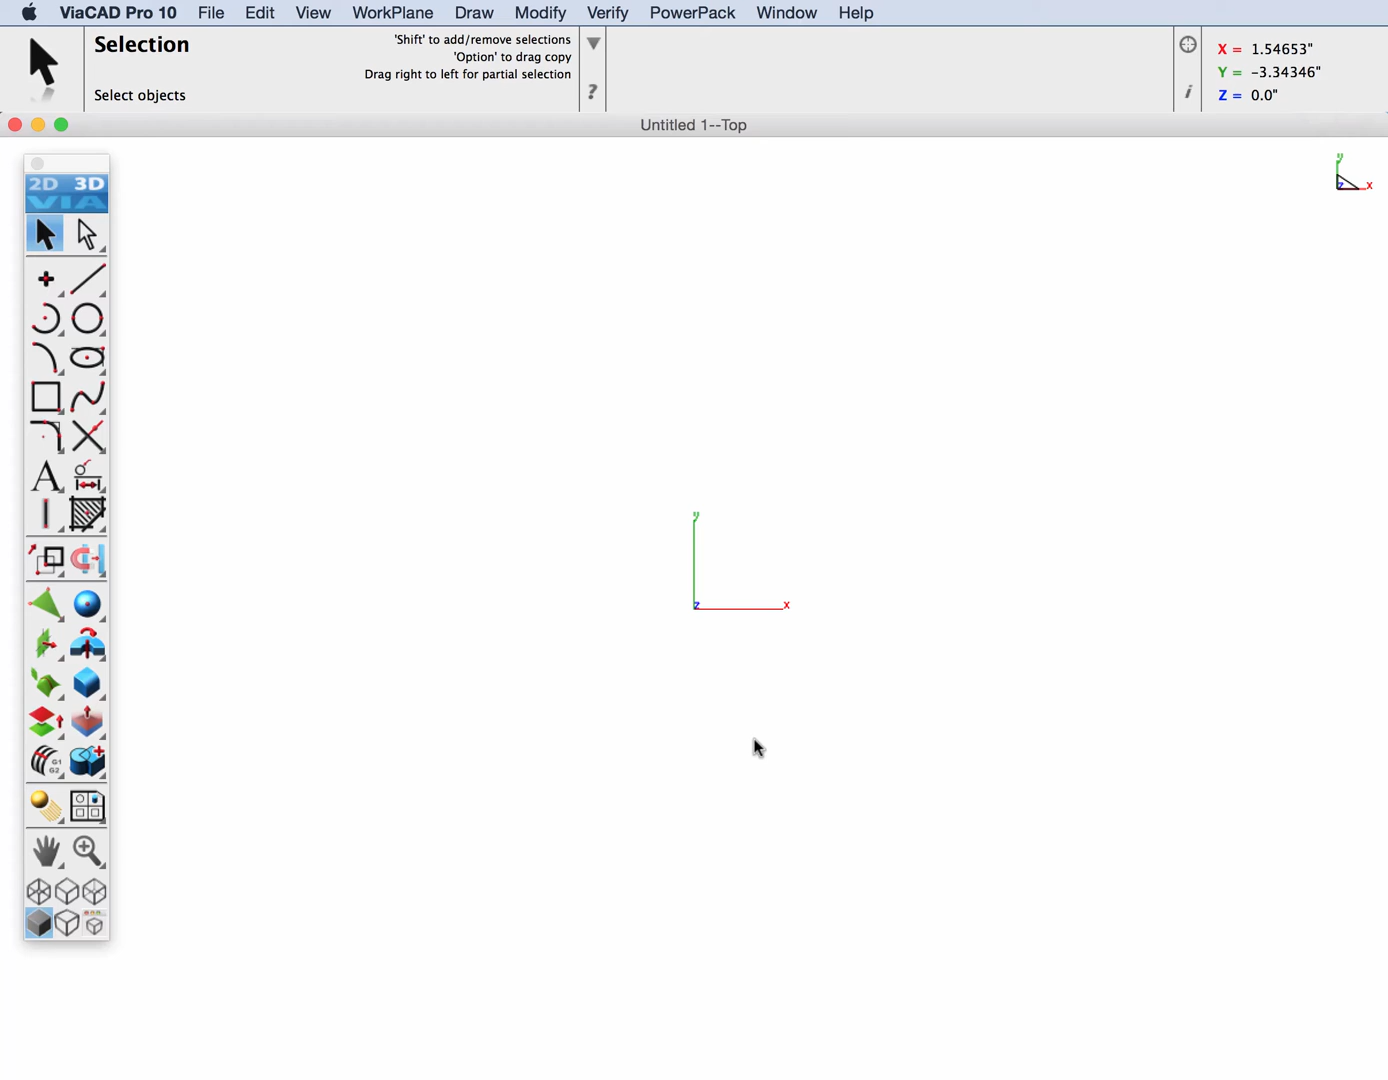 ViaCAD Pro 10 File Edit View WorkPlane Draw Modify Verify PowerPack Window Help
Selection
'Shift' to add/remove selections
'Option' to drag copy
Drag right to left for partial selection
Select objects
?
i
X = 1.54653"
Y = -3.34346"
Z = 0.0"
Untitled 1--Top
2D 3D
VIA
A
G1
G2
y
z x
y
z x